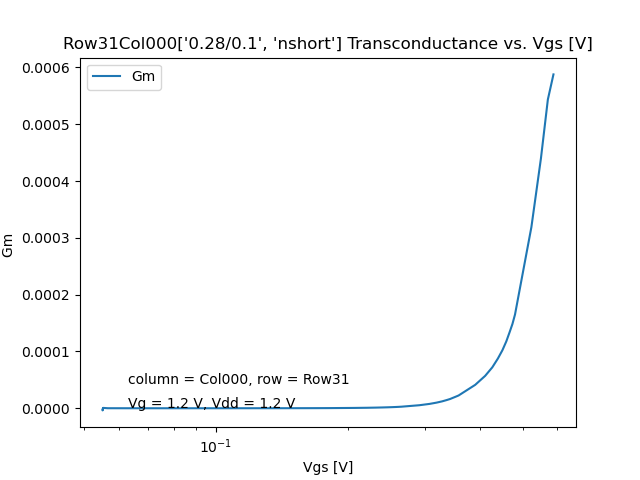 Row31Col000['0.28/0.1', 'nshort'] Transconductance vs. Vgs [V]
Gm
0.0006
0.0005
0.0004
0.0003
0.0002
0.0001
0.0000
Gm
column = Col000, row = Row31
Vg = 1.2 V, Vdd = 1.2 V
10⁻¹
Vgs [V]